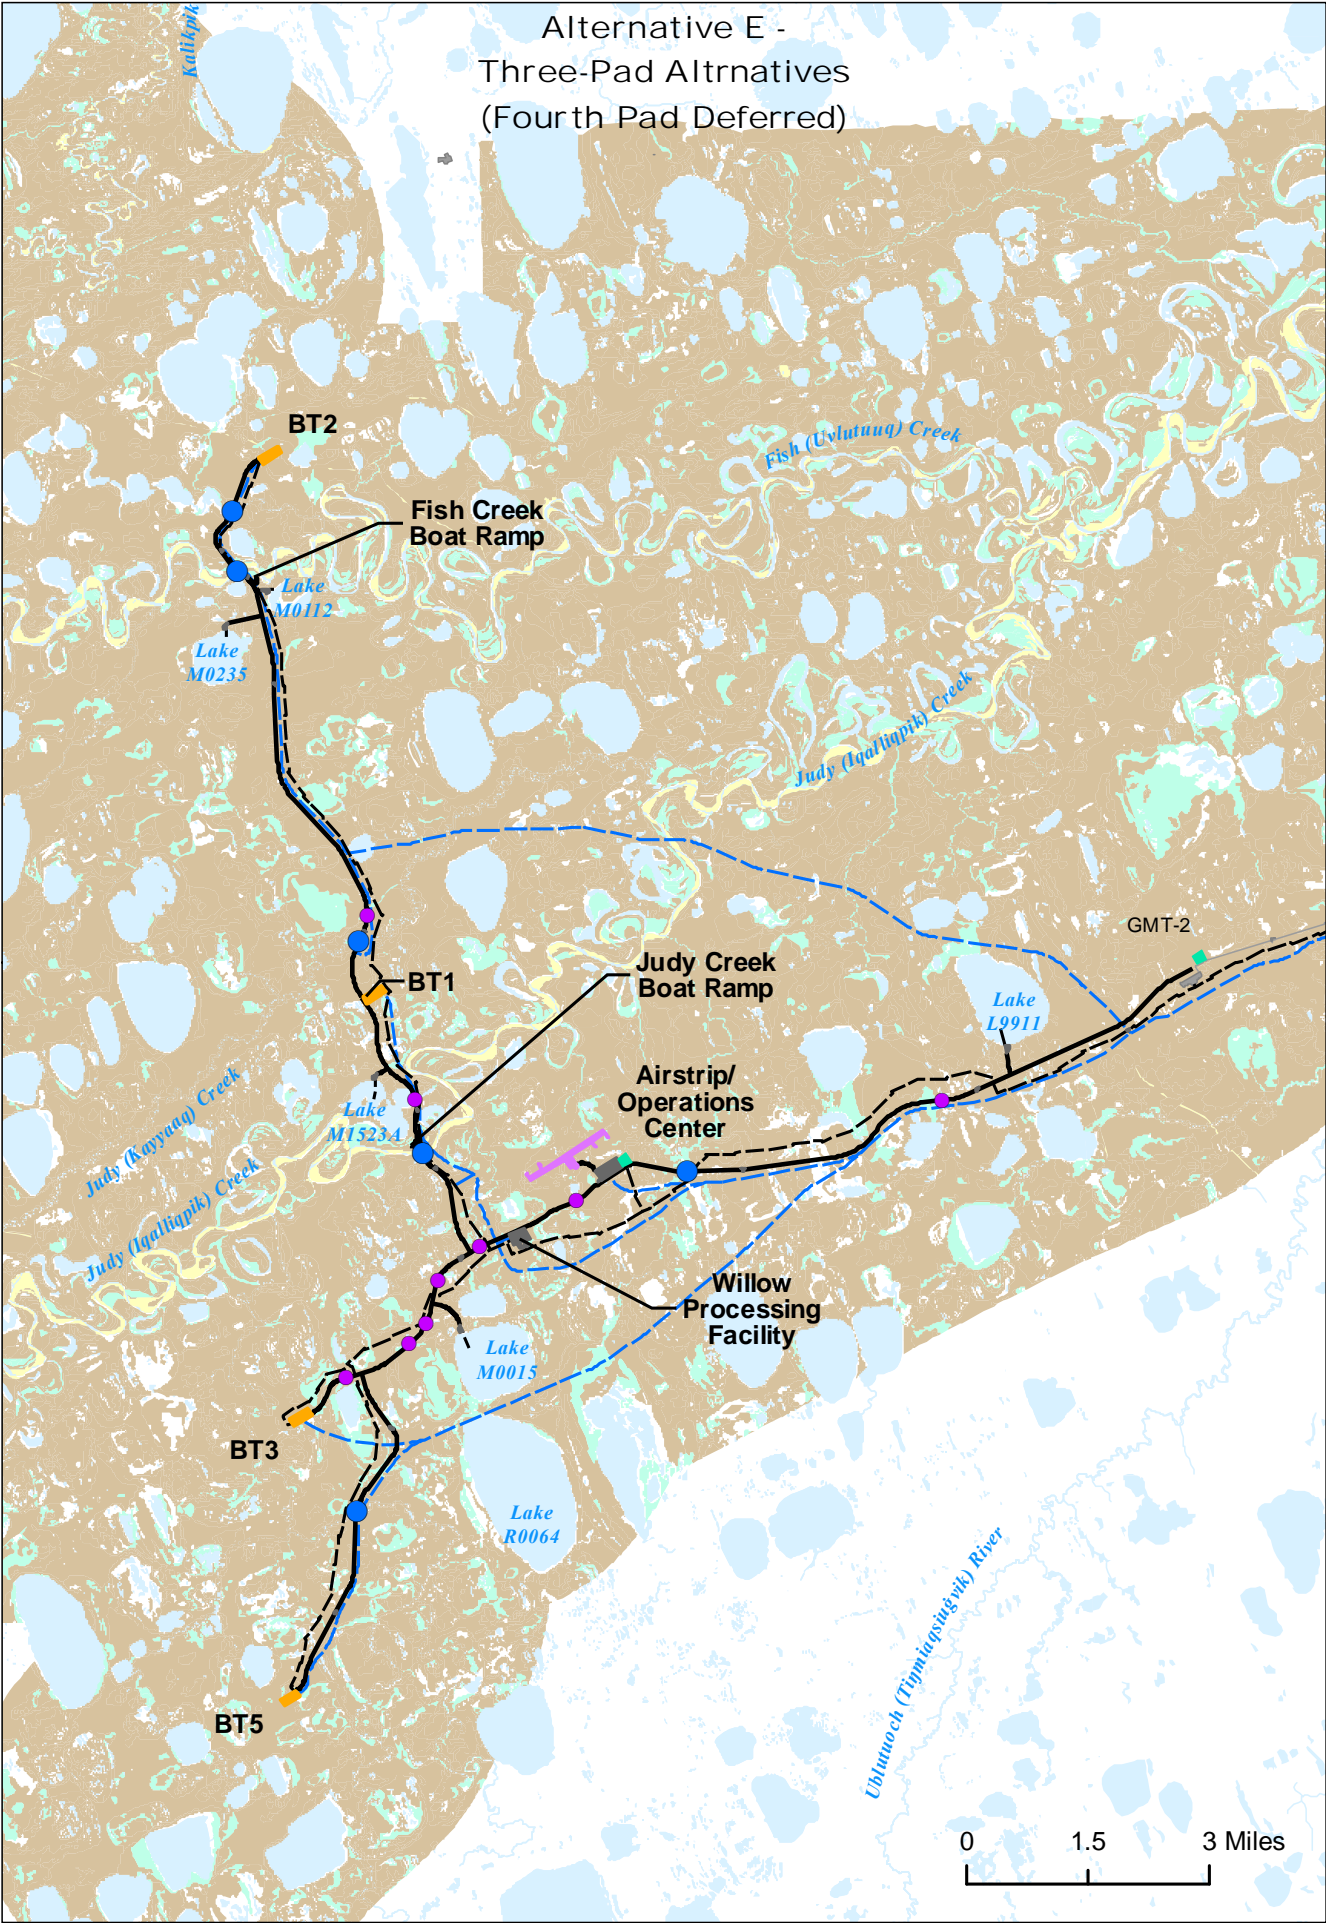 Alternative E -
Three-Pad Altrnatives
(Fourth Pad Deferred)
Kalikpik
BT2
Fish (Uvlutuuq) Creek
Fish Creek
Boat Ramp
Lake
M0112
Lake
M0235
Judy (Iqalliqpik) Creek
GMT-2
Judy Creek
Boat Ramp
BT1
Lake
L9911
Airstrip/
Operations
Center
Lake
M1523A
Judy (Kayyaaq) Creek
Judy (Iqalliqpik) Creek
Willow
Processing
Facility
Lake
M0015
BT3
Lake
R0064
Ublutuoch (Tiŋmiaqsiuġvik) River
BT5
0 1.5 3 Miles